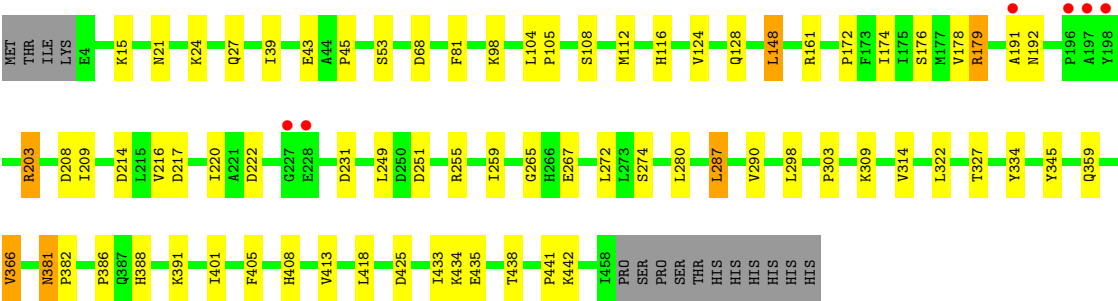 MET THR ILE LYS E4 K15 N21 K24 Q27 I39 E43 A44 P45 S53 D68 F81 K98 L104 P105 S108 M112 H116 V124 Q128 L148 R161 P172 F173 I174 I175 S176 M177 V178 R179 A191 N192 P196 A197 Y198
R203 D208 I209 D214 L215 V216 D217 I220 A221 D222 G227 E228 D231 L249 D250 D251 R255 I259 G265 H266 E267 L272 L273 S274 L280 L287 V290 L298 P303 K309 V314 L322 T327 Y334 Y345 Q359
V366 N381 P382 P386 Q387 H388 K391 I401 F405 H408 V413 L418 D425 I433 K434 E435 T438 P441 K442 I458 PRO SER PRO SER THR HIS HIS HIS HIS HIS HIS